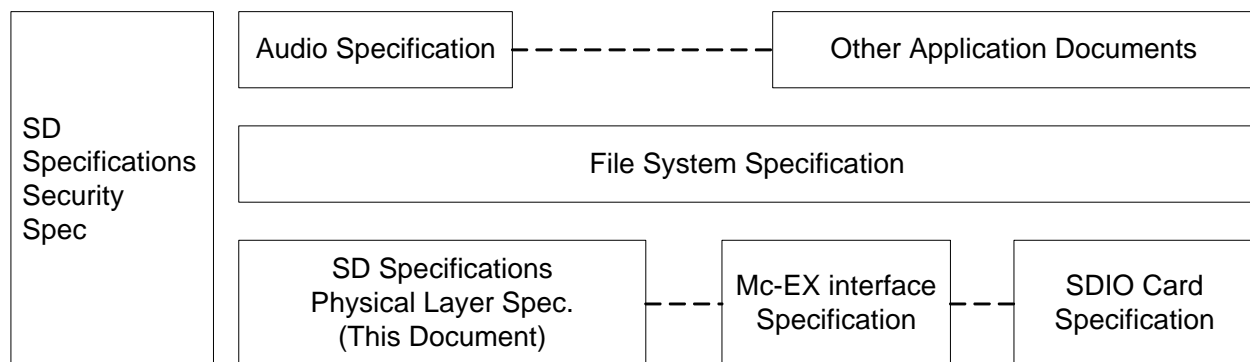 SD
Specifications
Security
Spec
Audio Specification
Other Application Documents
File System Specification
SD Specifications
Physical Layer Spec.
(This Document)
Mc-EX interface
Specification
SDIO Card
Specification